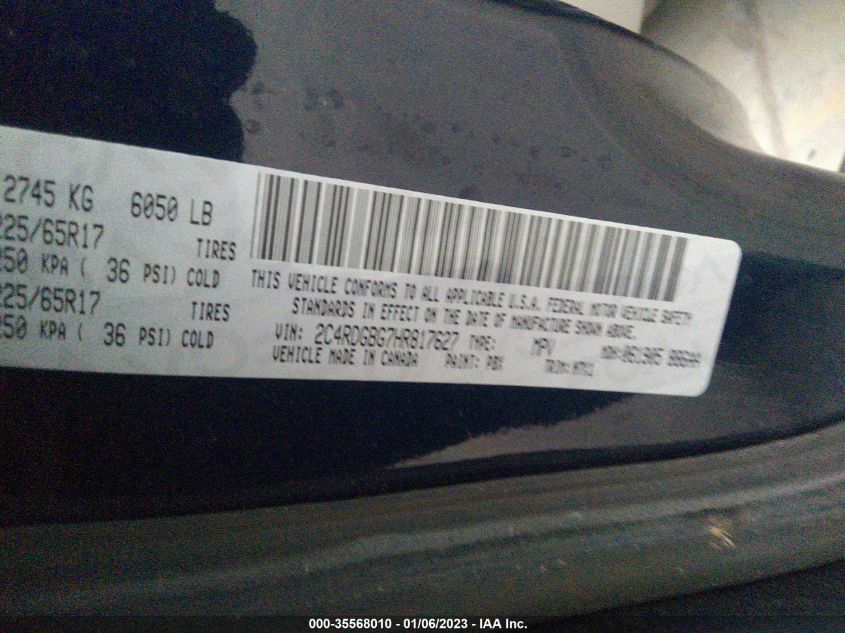 2745 KG 6050 LB
225/65R17 TIRES
250 KPA ( 36 PSI) COLD
225/65R17 TIRES
250 KPA ( 36 PSI) COLD
THIS VEHICLE CONFORMS TO ALL APPLICABLE U.S.A. FEDERAL MOTOR VEHICLE SAFETY
STANDARDS IN EFFECT ON THE DATE OF MANUFACTURE SHOWN ABOVE.
VIN: 2C4RDGBG7HR817627 TYPE: MPV
VEHICLE MADE IN CANADA PAINT: PBX
000-35568010 - 01/06/2023 - IAA Inc.